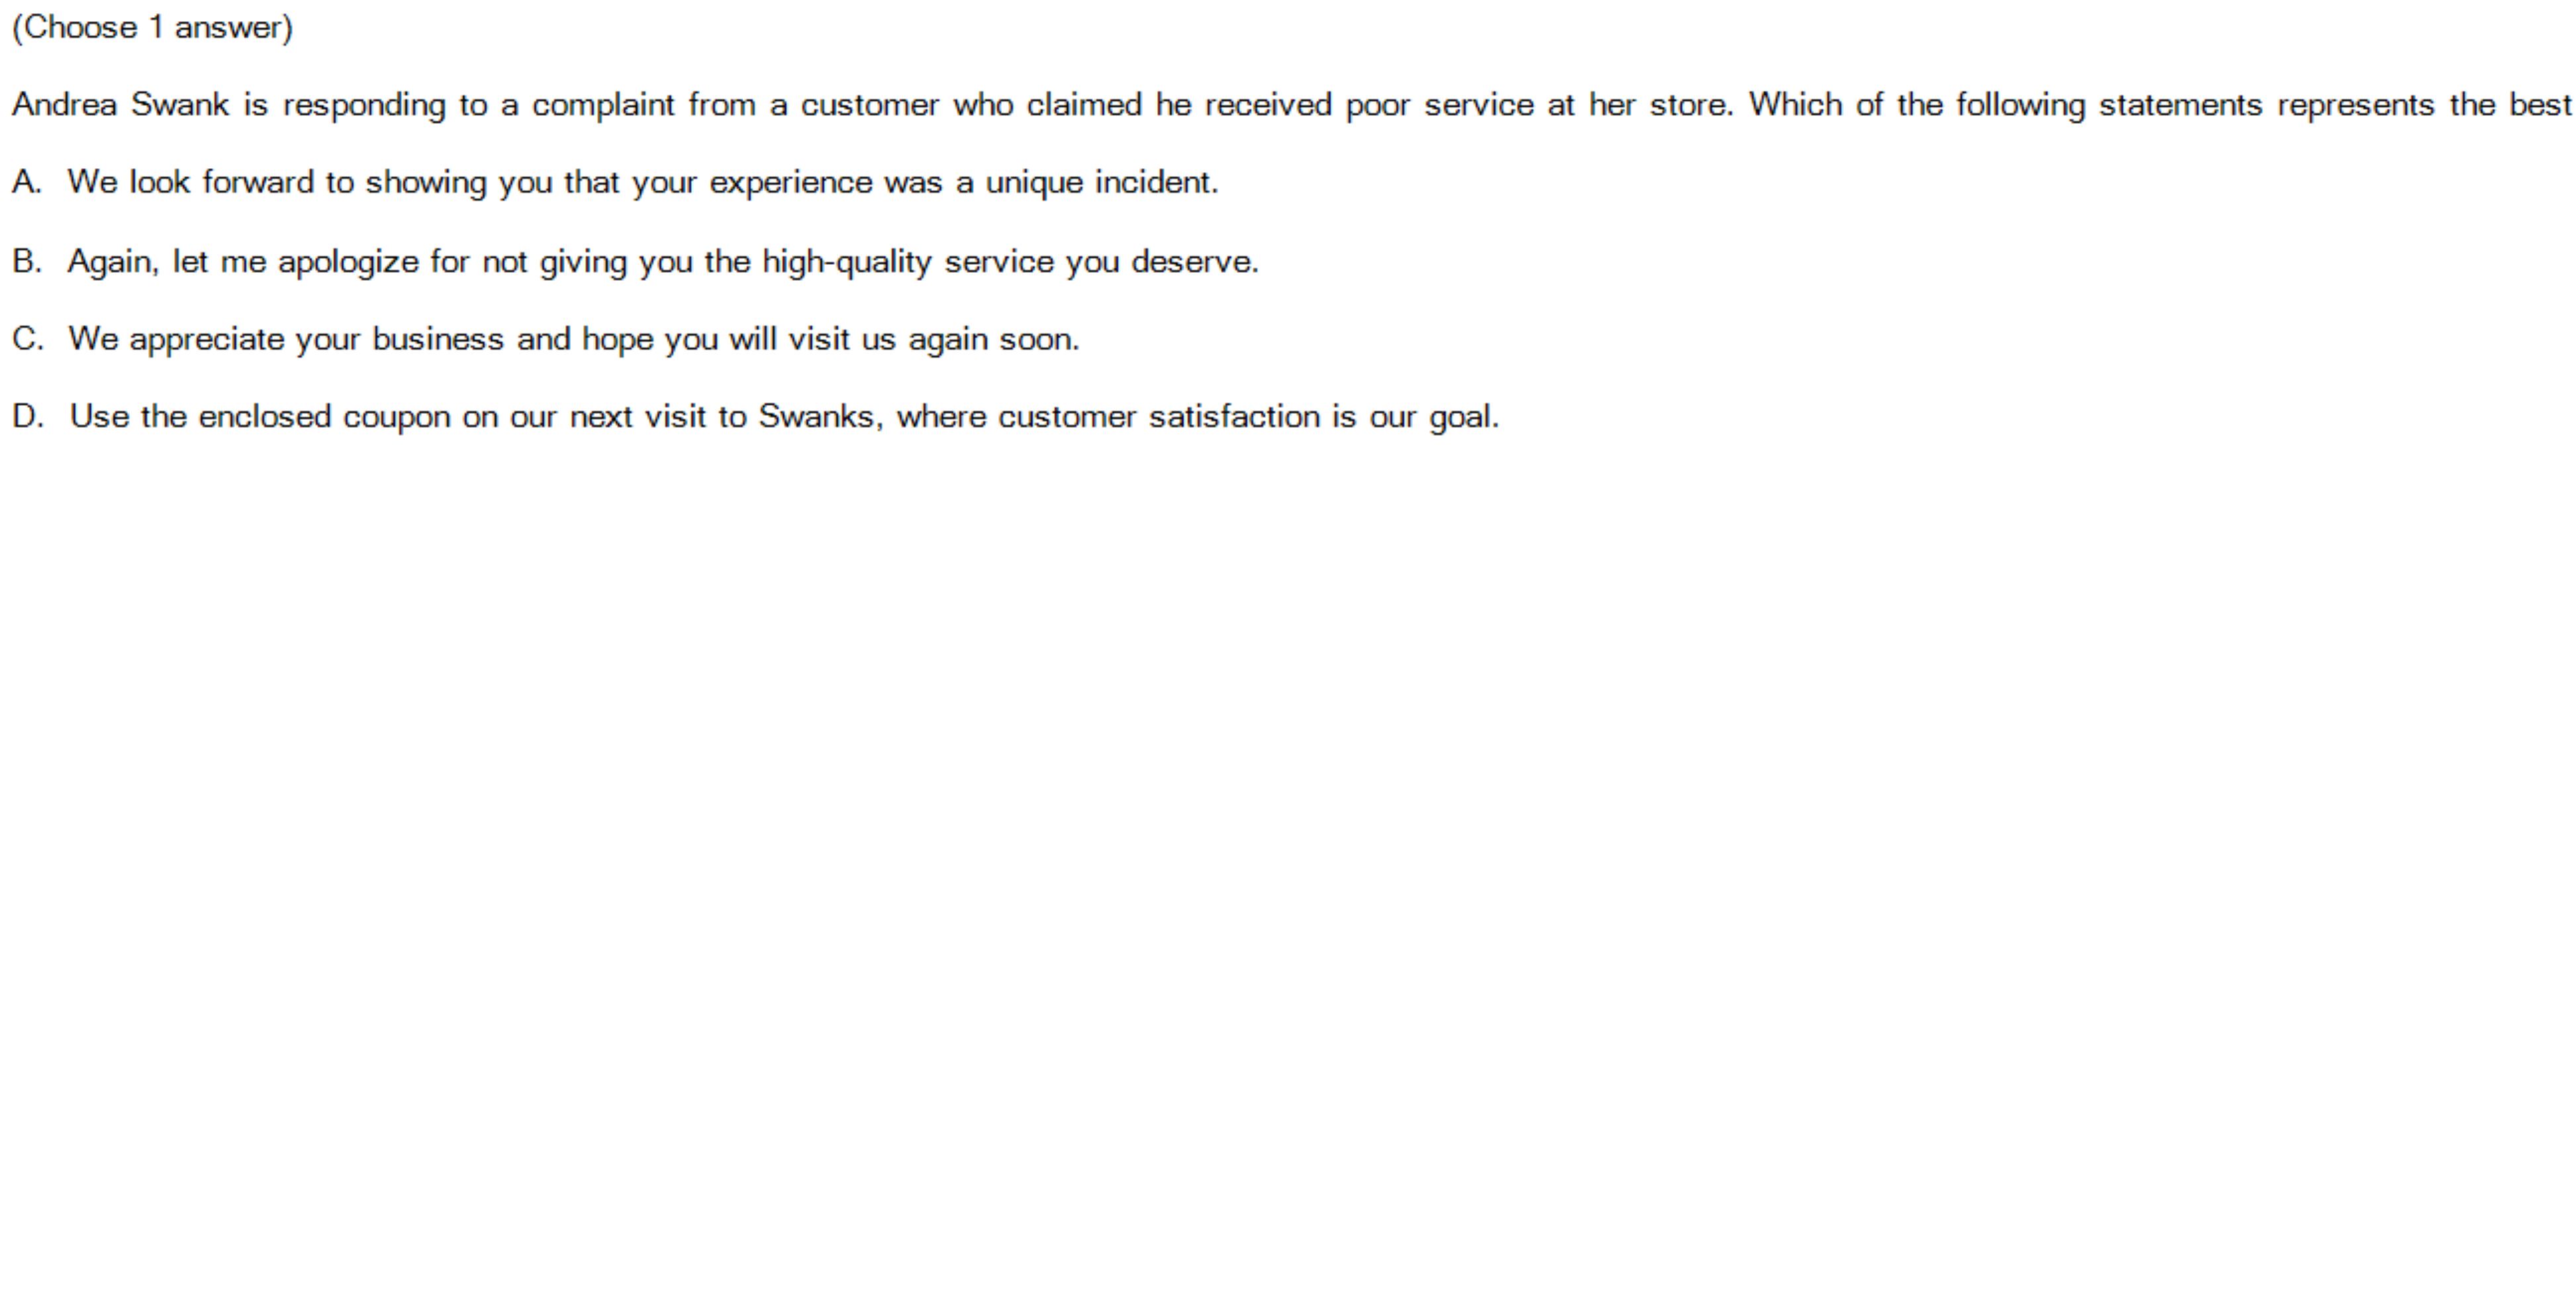 (Choose 1 answer)
Andrea Swank is responding to a complaint from a customer who claimed he received poor service at her store. Which of the following statements represents the best
A. We look forward to showing you that your experience was a unique incident.
B. Again, let me apologize for not giving you the high-quality service you deserve.
C. We appreciate your business and hope you will visit us again soon.
D. Use the enclosed coupon on our next visit to Swanks, where customer satisfaction is our goal.